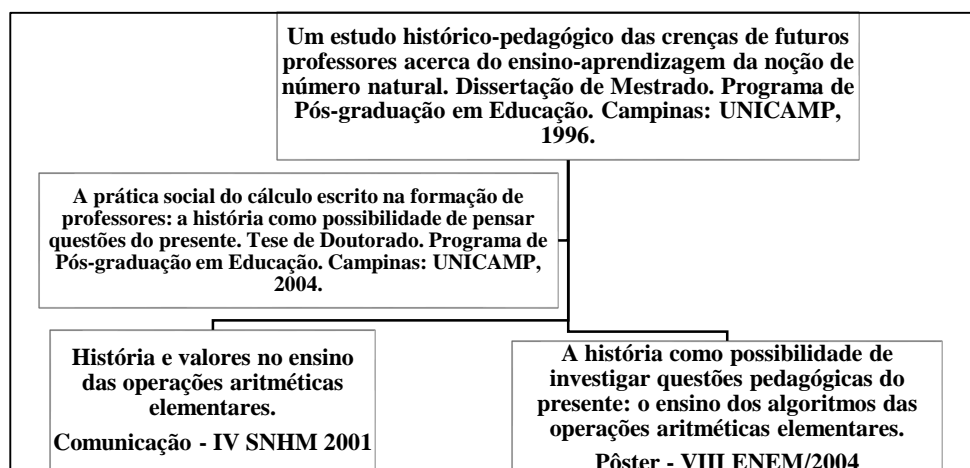 Um estudo histórico-pedagógico das crenças de futuros
professores acerca do ensino-aprendizagem da noção de
número natural. Dissertação de Mestrado. Programa de
Pós-graduação em Educação. Campinas: UNICAMP,
1996.
A prática social do cálculo escrito na formação de
professores: a história como possibilidade de pensar
questões do presente. Tese de Doutorado. Programa de
Pós-graduação em Educação. Campinas: UNICAMP,
2004.
História e valores no ensino
das operações aritméticas
elementares.
Comunicação - IV SNHM 2001
A história como possibilidade de
investigar questões pedagógicas do
presente: o ensino dos algoritmos das
operações aritméticas elementares.
Pôster - VIII ENEM/2004